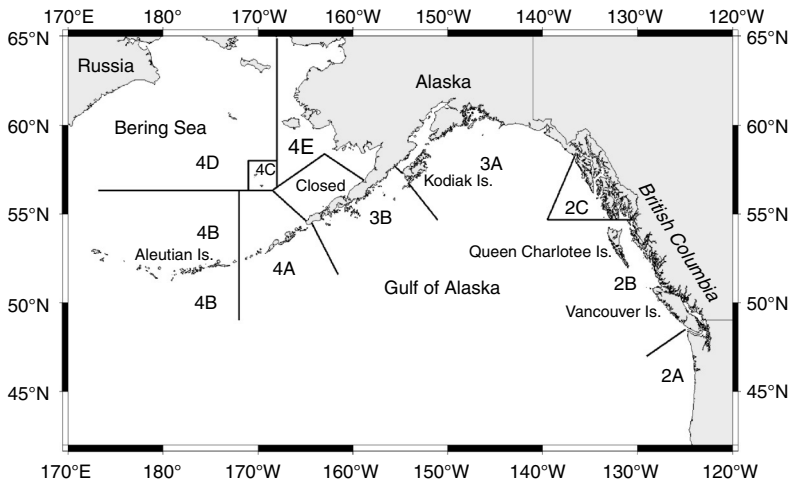 170°E 180° 170°W 160°W 150°W 140°W 130°W 120°W
65°N 65°N
Russia
Alaska
60°N 60°N
Bering Sea
4E
4D 4C 3A
Closed Kodiak Is.
British Columbia
55°N 55°N
2C
3B
4B
Aleutian Is. Queen Charlotee Is.
4A
2B
Gulf of Alaska
50°N 4B 50°N
Vancouver Is.
2A
45°N 45°N
170°E 180° 170°W 160°W 150°W 140°W 130°W 120°W